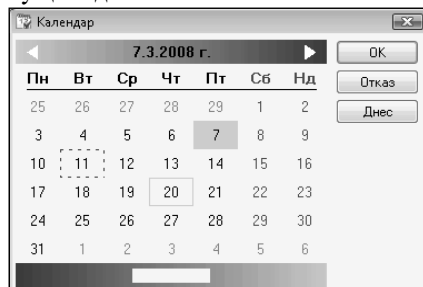 Календар
7.3.2008 г.
OK
Пн Вт Ср Чт Пт Сб Нд
Отказ
25 26 27 28 29 1 2
Днес
3 4 5 6 7 8 9
10 11 12 13 14 15 16
17 18 19 20 21 22 23
24 25 26 27 28 29 30
31 1 2 3 4 5 6